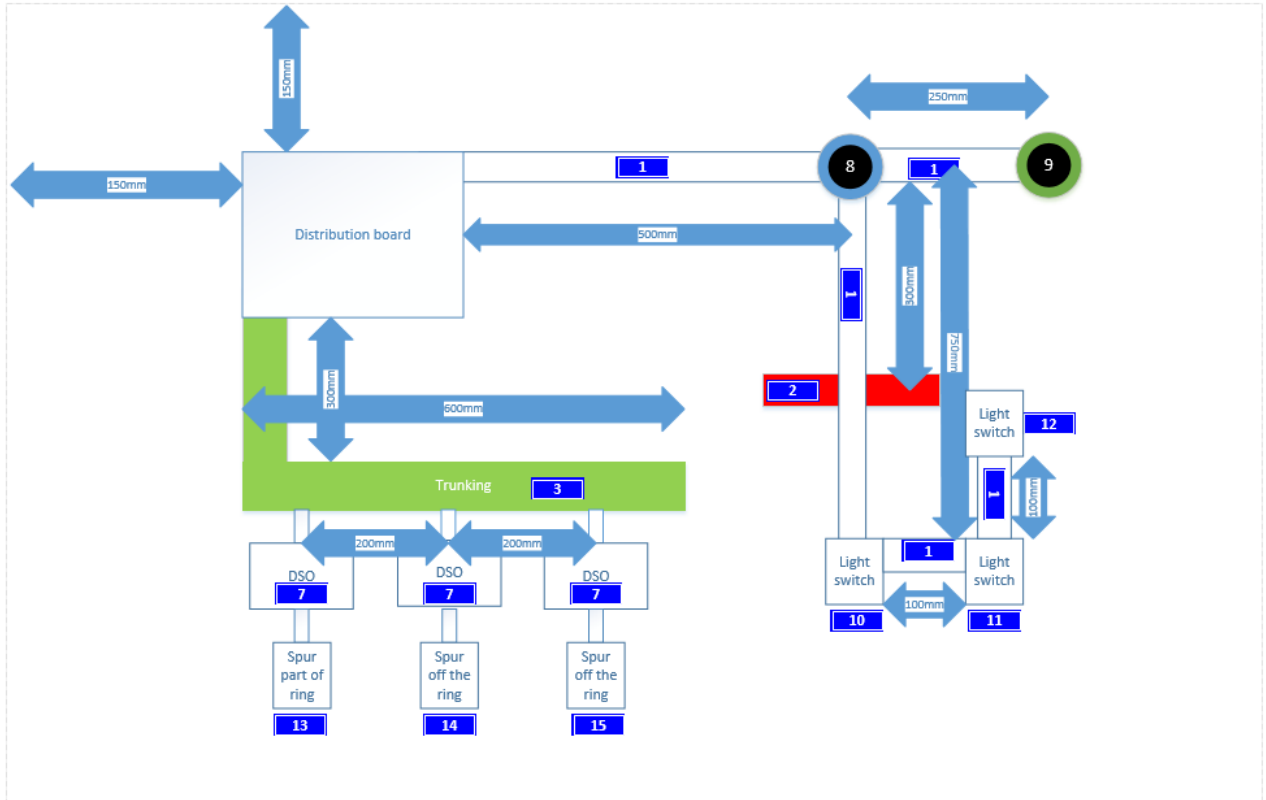 150mm
250mm
1
8
1
9
150mm
Distribution board
500mm
1
300mm
750mm
300mm
600mm
2
Light
switch
12
Trunking
3
1
100mm
200mm
200mm
DSO
7
DSO
7
DSO
7
Light
switch
1
Light
switch
100mm
10
11
Spur
part of
ring
Spur
off the
ring
Spur
off the
ring
13
14
15